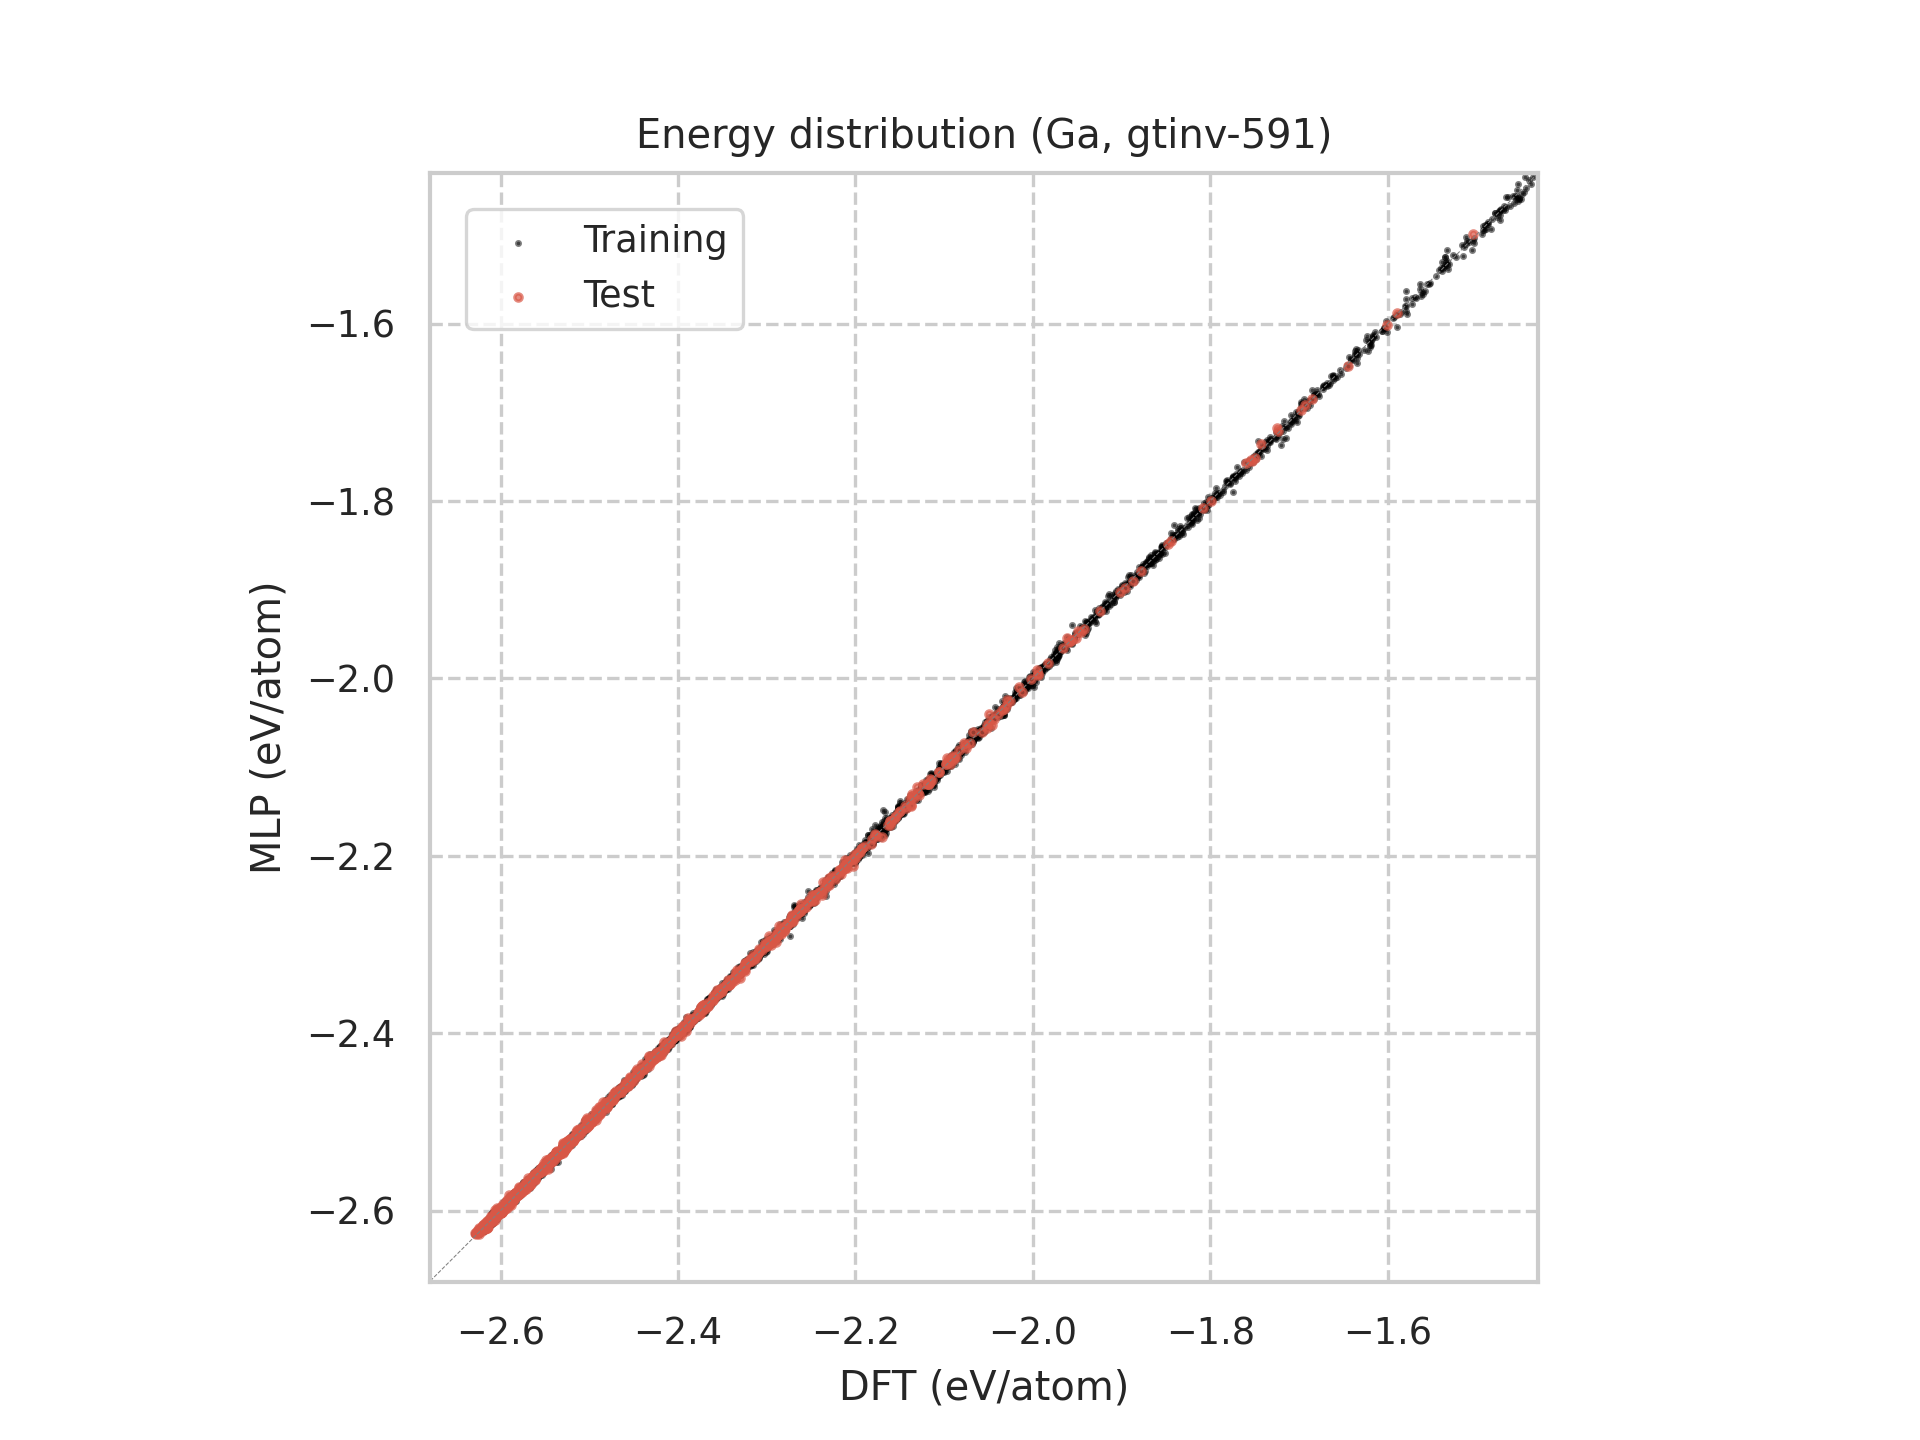 Energy distribution (Ga, gtinv-591)
Training
Test
−1.6
−1.8
−2.0
−2.2
−2.4
−2.6
MLP (eV/atom)
−2.6 −2.4 −2.2 −2.0 −1.8 −1.6
DFT (eV/atom)